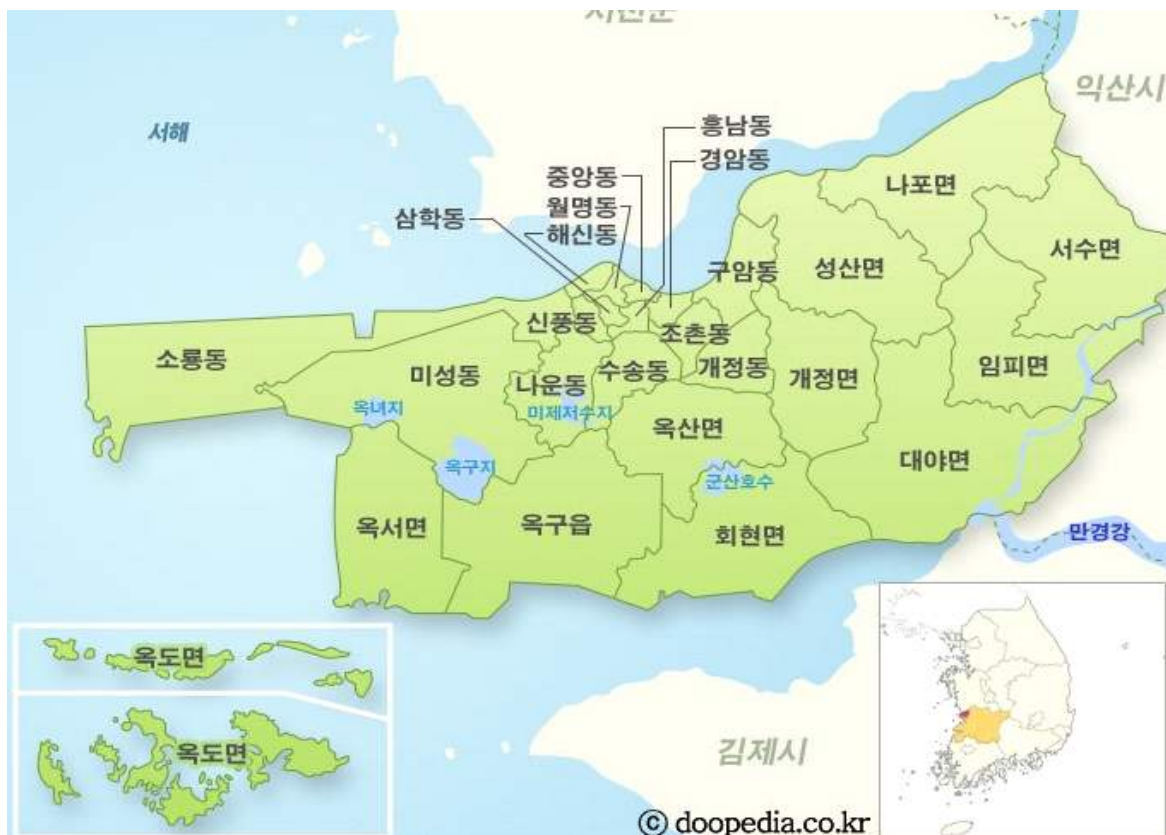 익산시
서해
흥남동
경암동
중앙동
월명동
삼학동
해신동
나포면
서수면
구암동
성산면
신풍동
조촌동
소룡동
미성동
나운동
수송동
개정동
개정면
임피면
옥녀지
미제저수지
옥산면
옥구지
군산호수
대야면
옥서면
옥구읍
회현면
만경강
옥도면
옥도면
김제시
ⓒ doopedia.co.kr